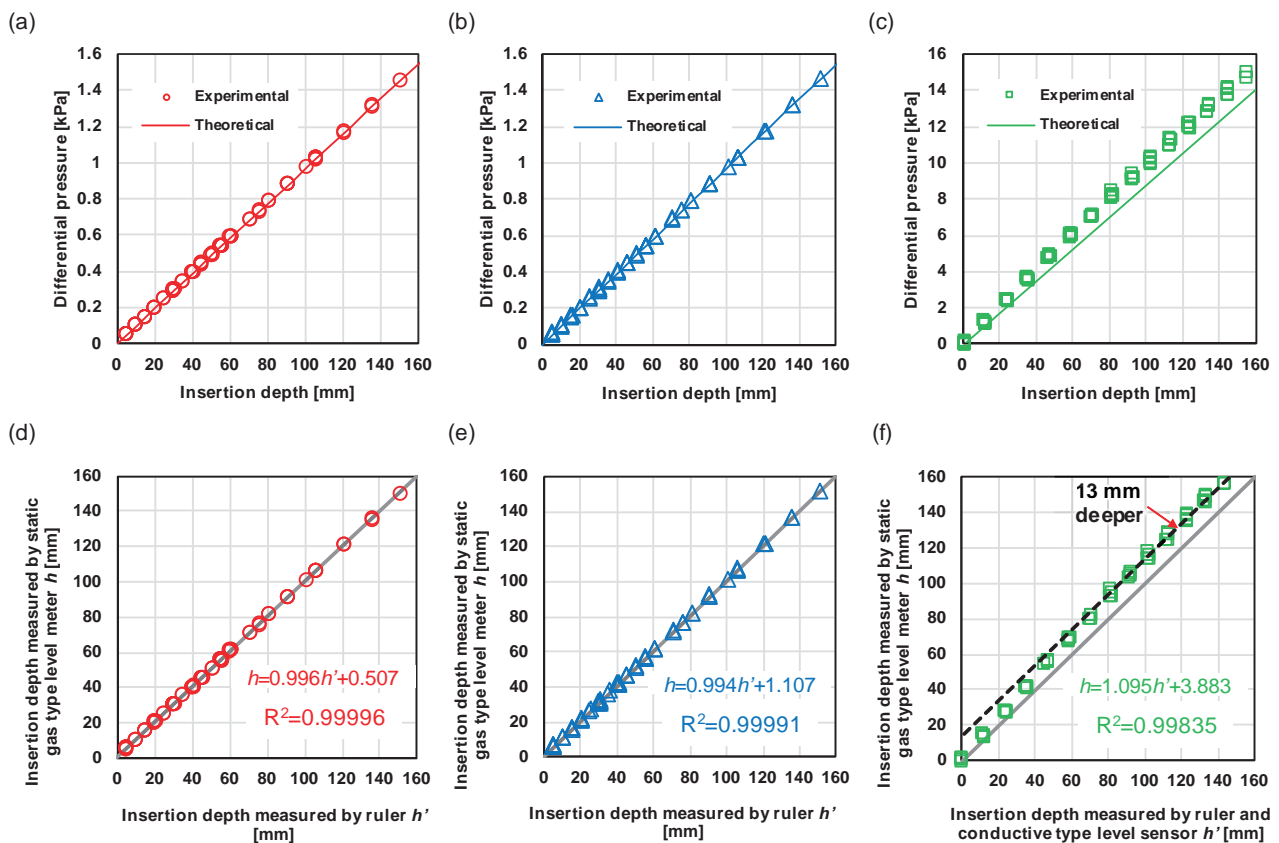 (a)
Differential pressure [kPa]
1.6
1.4
1.2
1
0.8
0.6
0.4
0.2
0
Experimental
Theoretical
0 20 40 60 80 100 120 140 160
Insertion depth [mm]
(b)
Differential pressure [kPa]
1.6
1.4
1.2
1
0.8
0.6
0.4
0.2
0
Experimental
Theoretical
0 20 40 60 80 100 120 140 160
Insertion depth [mm]
(c)
Differential pressure [kPa]
16
14
12
10
8
6
4
2
0
Experimental
Theoretical
0 20 40 60 80 100 120 140 160
Insertion depth [mm]
(d)
Insertion depth measured by static
gas type level meter h [mm]
160
140
120
100
80
60
40
20
0
h=0.996h’+0.507
R²=0.99996
0 20 40 60 80 100 120 140 160
Insertion depth measured by ruler h’
[mm]
(e)
Insertion depth measured by static
gas type level meter h [mm]
160
140
120
100
80
60
40
20
0
h=0.994h’+1.107
R²=0.99991
0 20 40 60 80 100 120 140 160
Insertion depth measured by ruler h’
[mm]
(f)
Insertion depth measured by static
gas type level meter h [mm]
160
140
120
100
80
60
40
20
0
13 mm
deeper
h=1.095h’+3.883
R²=0.99835
0 20 40 60 80 100 120 140 160
Insertion depth measured by ruler and
conductive type level sensor h’ [mm]